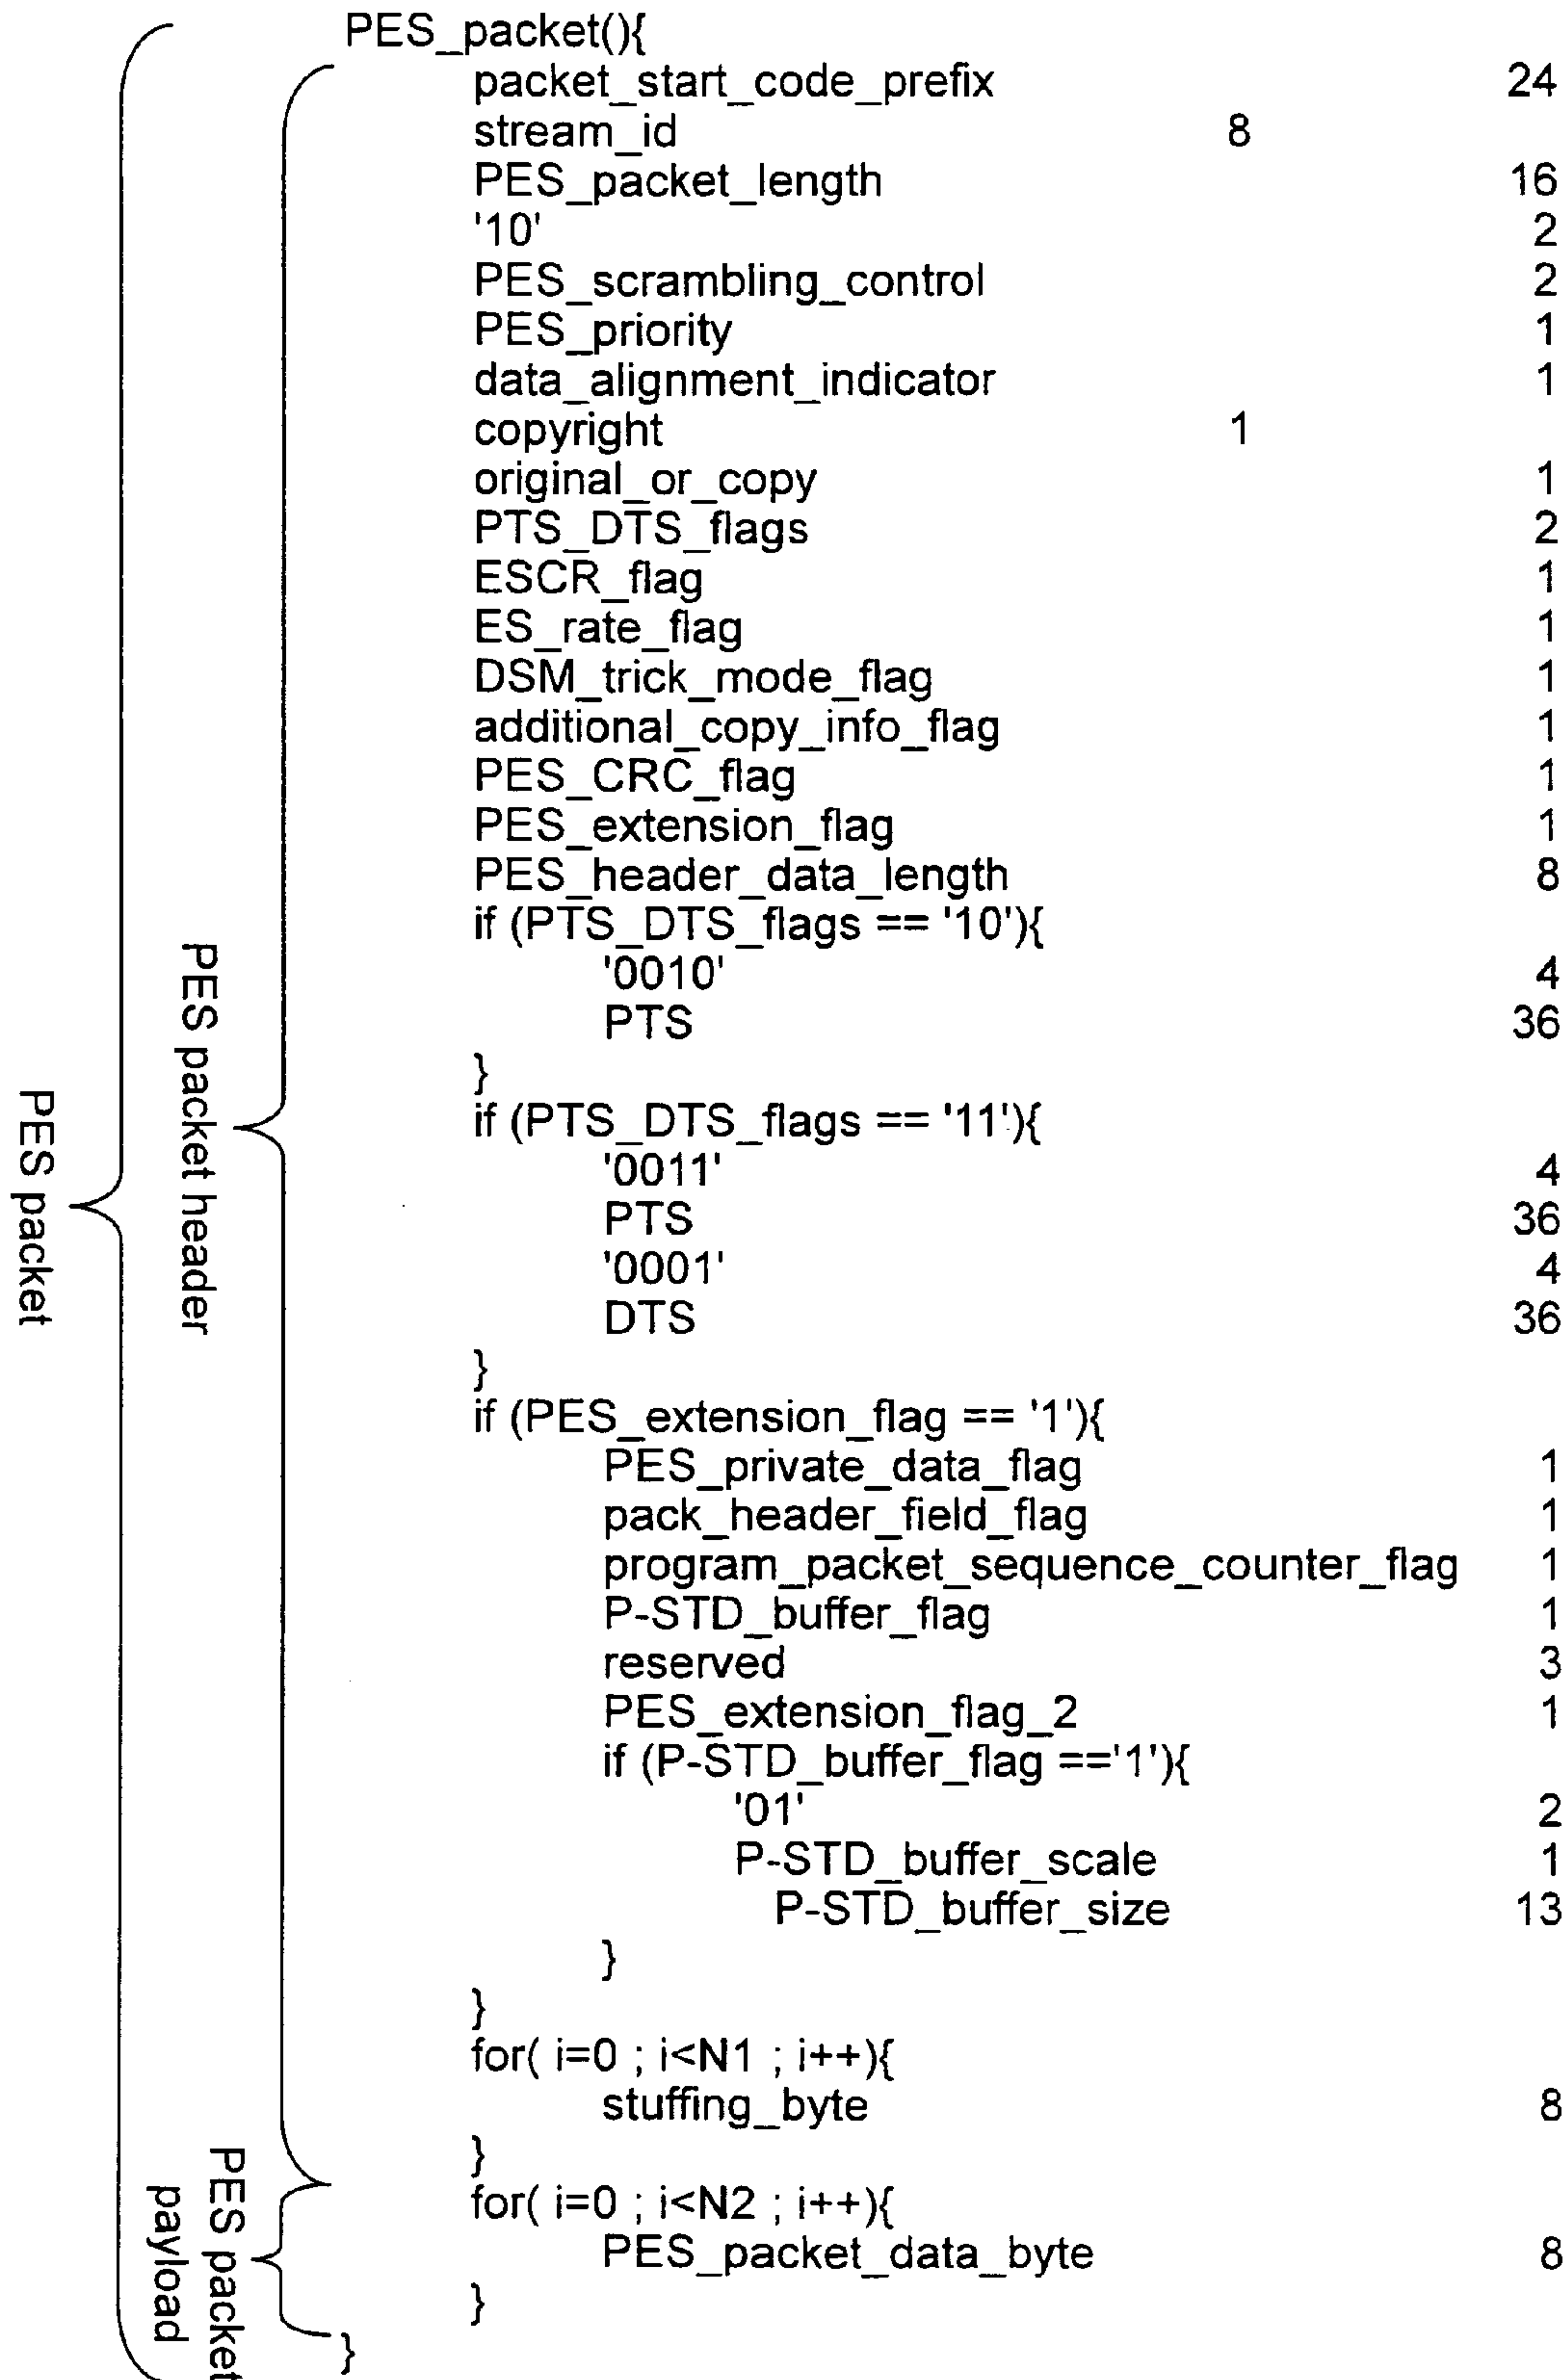 PES_packet(){
packet_start_code_prefix 24
stream_id 8
PES_packet_length 16
'10' 2
PES_scrambling_control 2
PES_priority 1
data_alignment_indicator 1
copyright 1
original_or_copy 1
PTS_DTS_flags 2
ESCR_flag 1
ES_rate_flag 1
DSM_trick_mode_flag 1
additional_copy_info_flag 1
PES_CRC_flag 1
PES_extension_flag 1
PES_header_data_length 8
if (PTS_DTS_flags == '10'){
'0010' 4
PTS 36
}
if (PTS_DTS_flags == '11'){
'0011' 4
PTS 36
'0001' 4
DTS 36
}
if (PES_extension_flag == '1'){
PES_private_data_flag 1
pack_header_field_flag 1
program_packet_sequence_counter_flag 1
P-STD_buffer_flag 1
reserved 3
PES_extension_flag_2 1
if (P-STD_buffer_flag =='1'){
'01' 2
P-STD_buffer_scale 1
P-STD_buffer_size 13
}
}
for( i=0 ; i<N1 ; i++){
stuffing_byte 8
}
for( i=0 ; i<N2 ; i++){
PES_packet_data_byte 8
}
}
PES packet
PES packet header
PES packet
payload